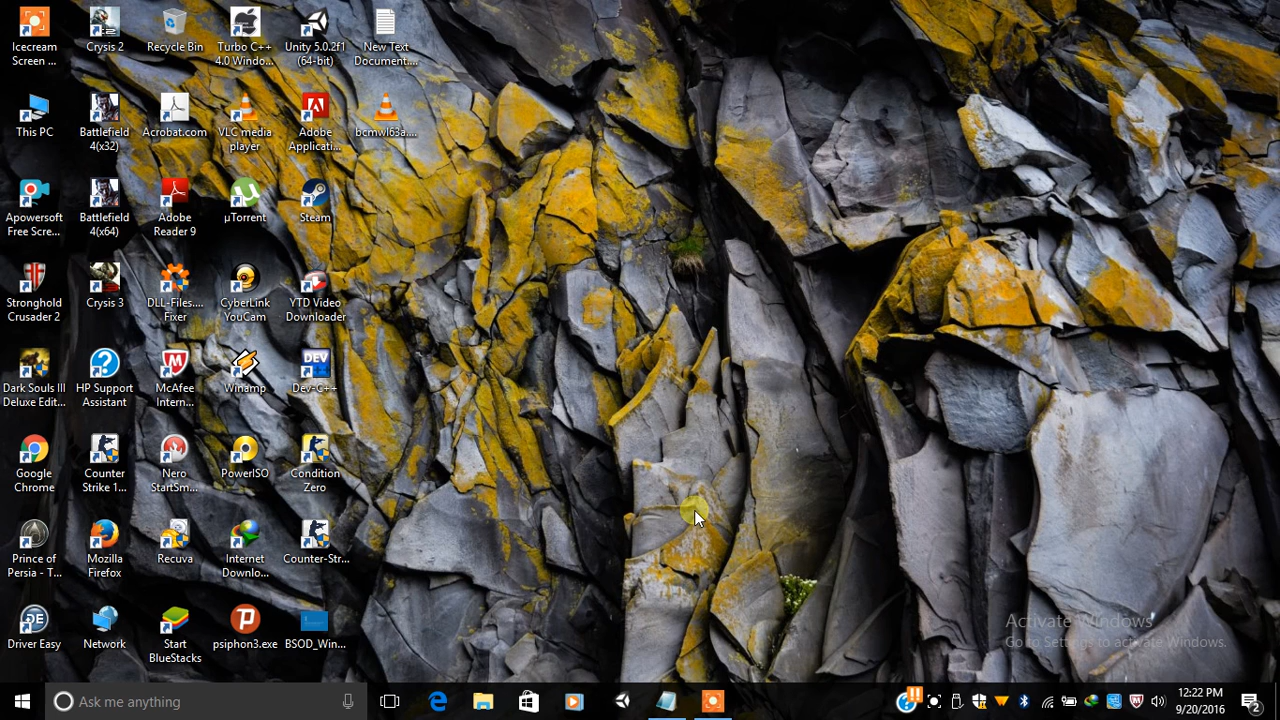 Icecream
Screen ...
Crysis 2
Recycle Bin
Turbo C++
4.0 Windo...
Unity 5.0.2f1
(64-bit)
New Text
Document....
This PC
Battlefield
4(x32)
Acrobat.com
VLC media
player
Adobe
Applicati...
bcmwl63a....
Apowersoft
Free Scre...
Battlefield
4(x64)
Adobe
Reader 9
µTorrent
Steam
Stronghold
Crusader 2
Crysis 3
DLL-Files....
Fixer
CyberLink
YouCam
YTD Video
Downloader
Dark Souls III
Deluxe Edit...
HP Support
Assistant
McAfee
Intern...
Winamp
DEV
Dev-C++
Google
Chrome
Counter
Strike 1...
Nero
StartSm...
PowerISO
Condition
Zero
Prince of
Persia - T...
Mozilla
Firefox
Recuva
Internet
Downlo...
Counter-Str...
Driver Easy
Network
Start
BlueStacks
psiphon3.exe
BSOD_Win...
Activate Windows
Go to Settings to activate Windows.
Ask me anything
12:22 PM
9/20/2016
2